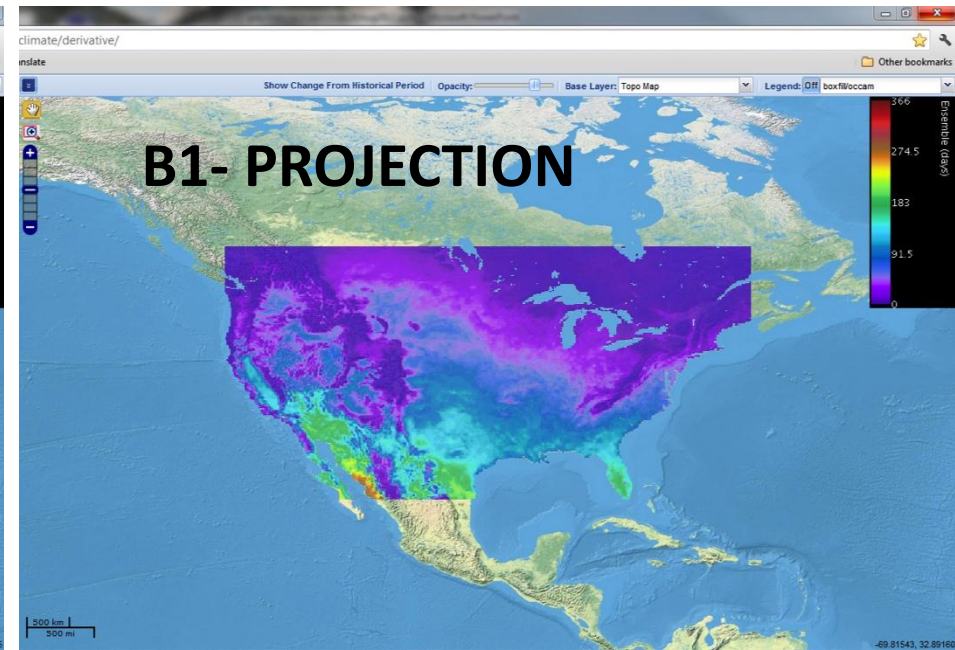 climate/derivative/
anslate
Other bookmarks
Show Change From Historical Period Opacity: Base Layer: Topo Map Legend: Off boxfill/occam
B1- PROJECTION
366
274.5
183
91.5
0
Ensemble (days)
500 km
500 mi
-69.81543, 32.89160